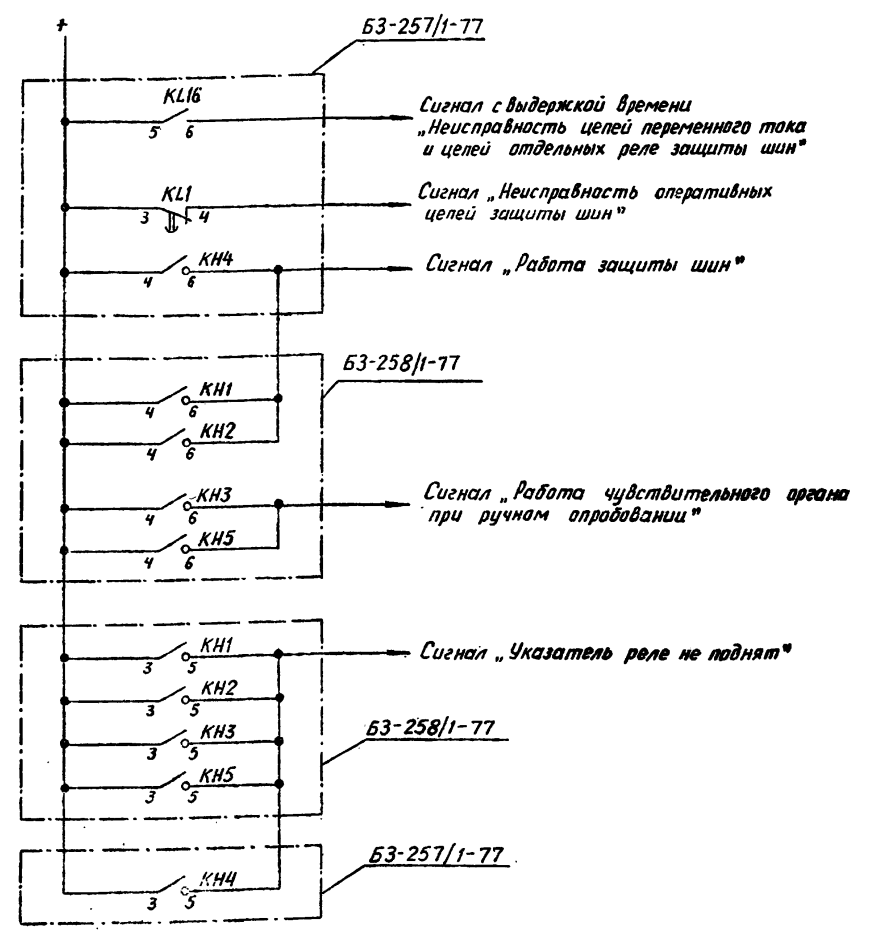 +
БЗ-257/1-77
KL16
5 6
Сигнал с выдержкой времени
„Неисправность цепей переменного тока
и цепей отдельных реле защиты шин"
KL1
3 4
Сигнал „Неисправность оперативных
цепей защиты шин"
KH4
4 6
Сигнал „Работа защиты шин"
БЗ-258/1-77
KH1
4 6
KH2
4 6
KH3
4 6
Сигнал „Работа чувствительного органа
при ручном опробовании"
KH5
4 6
KH1
3 5
Сигнал „Указатель реле не поднят"
KH2
3 5
БЗ-258/1-77
KH3
3 5
KH5
3 5
БЗ-257/1-77
KH4
3 5